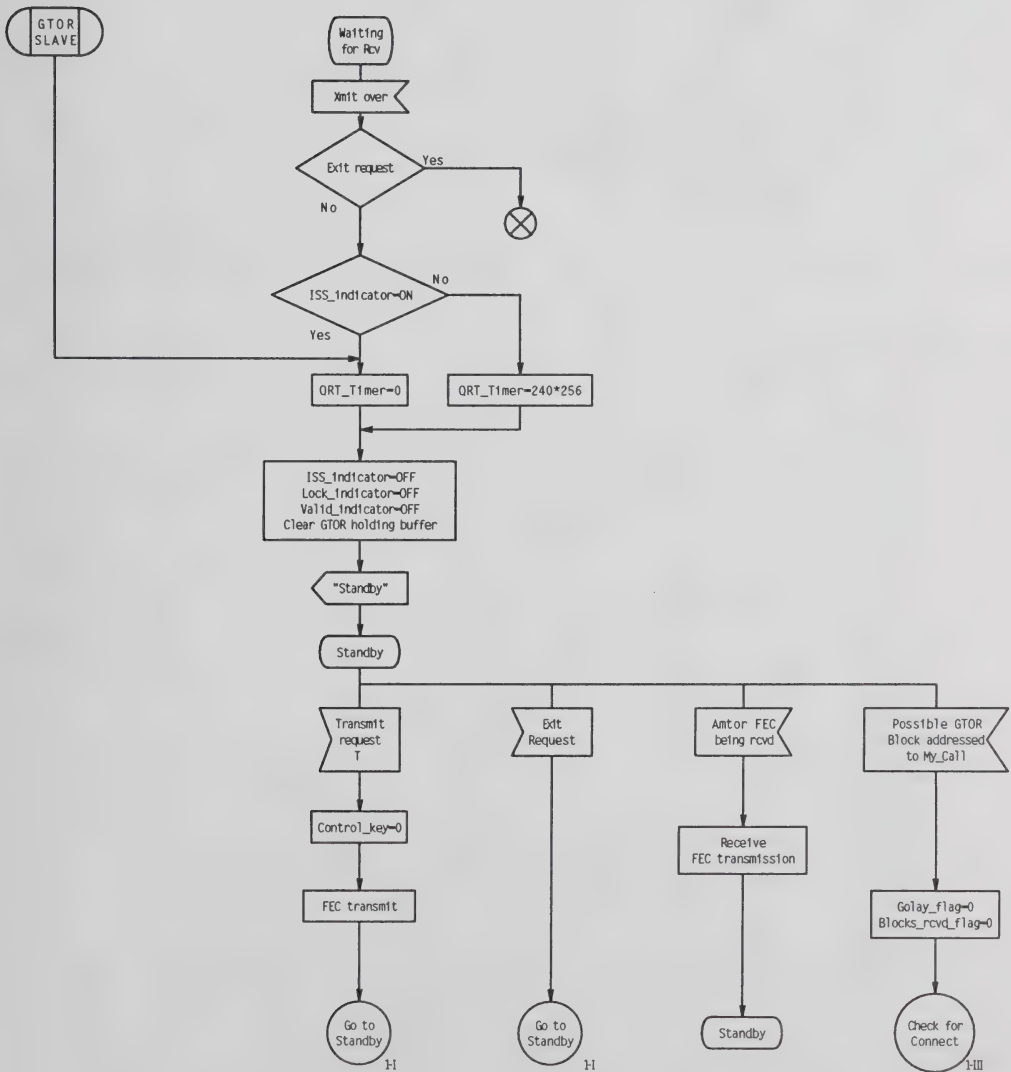 GTOR
SLAVE
Waiting
for Rcv
Xmit over
Exit request
Yes
No
ISS_indicator=ON
No
Yes
QRT_Timer=0
QRT_Timer=240*256
ISS_indicator=OFF
Lock_indicator=OFF
Valid_indicator=OFF
Clear GTOR holding buffer
"Standby"
Standby
Transmit
request
T
Exit
Request
Amtor FEC
being rcvd
Possible GTOR
Block addressed
to My_Call
Control_key=0
Receive
FEC transmission
FEC transmit
Golay_flag=0
Blocks_rcvd_flag=0
Go to
Standby
1-I
Go to
Standby
1-I
Standby
Check for
Connect
1-III